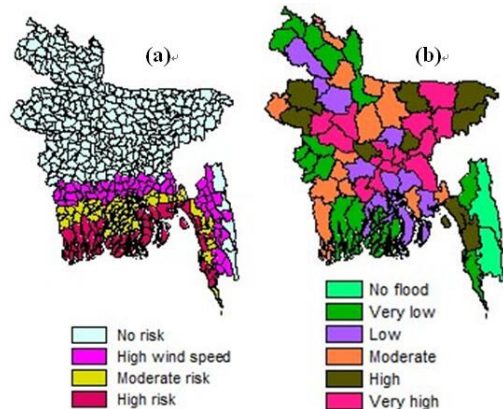 (a)
(b)
No risk
High wind speed
Moderate risk
High risk
No flood
Very low
Low
Moderate
High
Very high